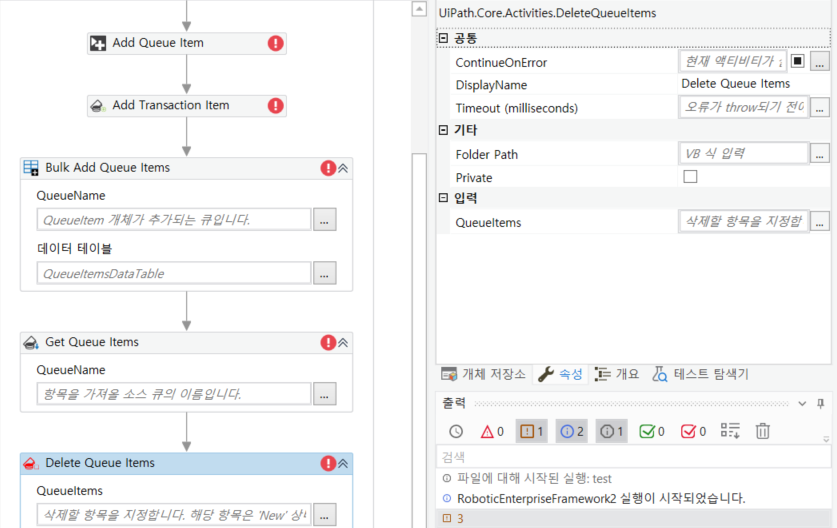 Add Queue Item
Add Transaction Item
Bulk Add Queue Items
QueueName
QueueItem 개체가 추가되는 큐입니다.
...
데이터 테이블
QueueItemsDataTable
...
Get Queue Items
QueueName
항목을 가져올 소스 큐의 이름입니다.
...
Delete Queue Items
QueueItems
삭제할 항목을 지정합니다. 해당 항목은 'New' 상태
...
UiPath.Core.Activities.DeleteQueueItems
공통
ContinueOnError 현재 액티비티가 ...
DisplayName Delete Queue Items
Timeout (milliseconds) 오류가 throw되기 전에 ...
기타
Folder Path VB 식 입력 ...
Private
입력
QueueItems 삭제할 항목을 지정합 ...
개체 저장소 속성 개요 테스트 탐색기
출력
0 1 2 1 0 0
검색
파일에 대해 시작된 실행: test
RoboticEnterpriseFramework2 실행이 시작되었습니다.
3